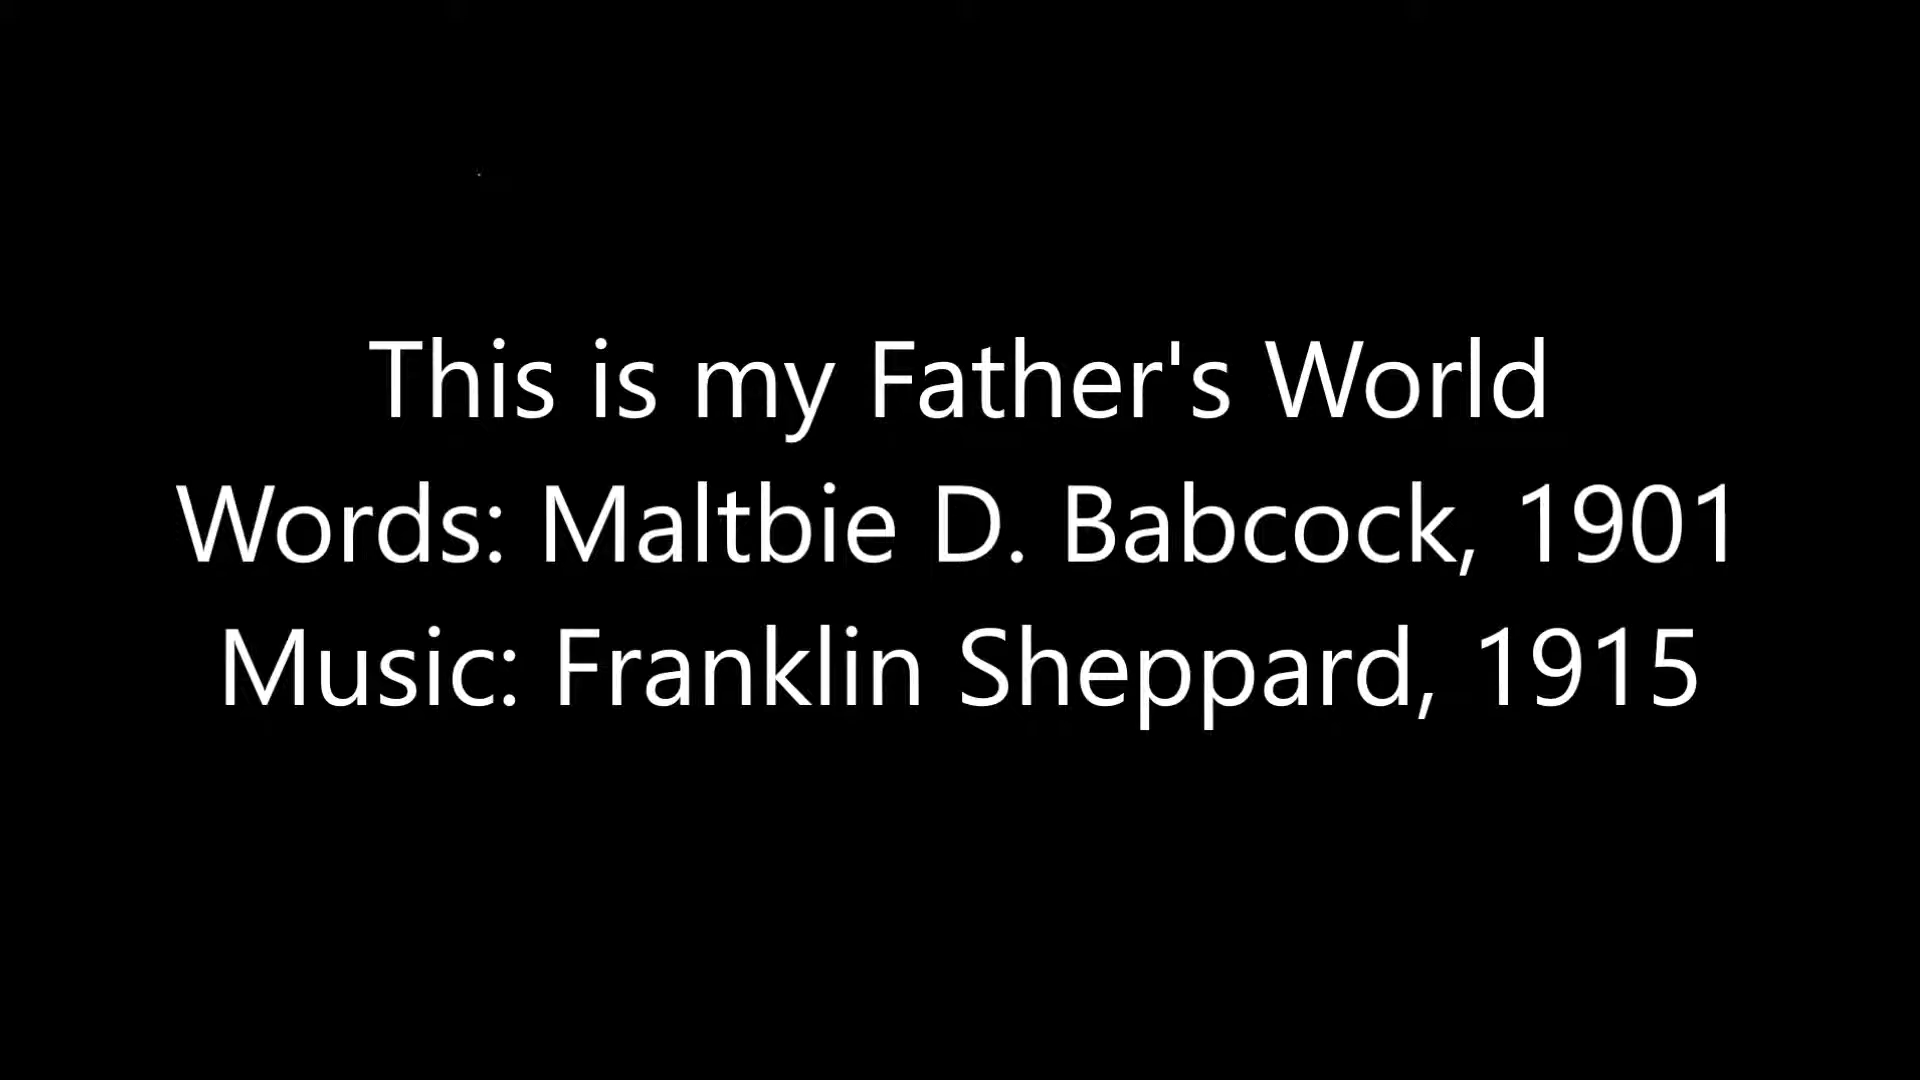 This is my Father's World
Words: Maltbie D. Babcock, 1901
Music: Franklin Sheppard, 1915